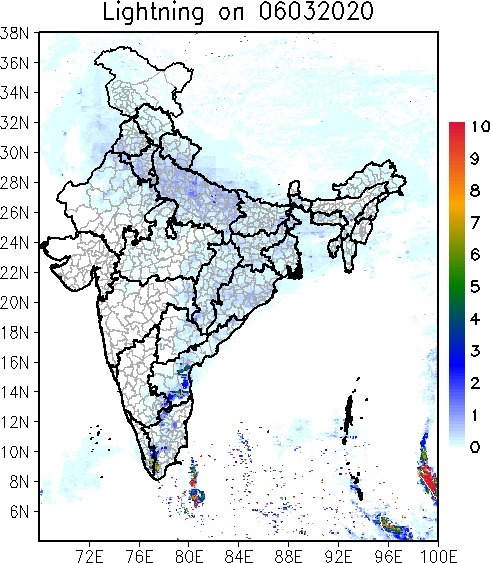 Lightning on 06032020
38N
36N
34N
32N
30N
28N
26N
24N
22N
20N
18N
16N
14N
12N
10N
8N
6N
72E 76E 80E 84E 88E 92E 96E 100E
10
9
8
7
6
5
4
3
2
1
0